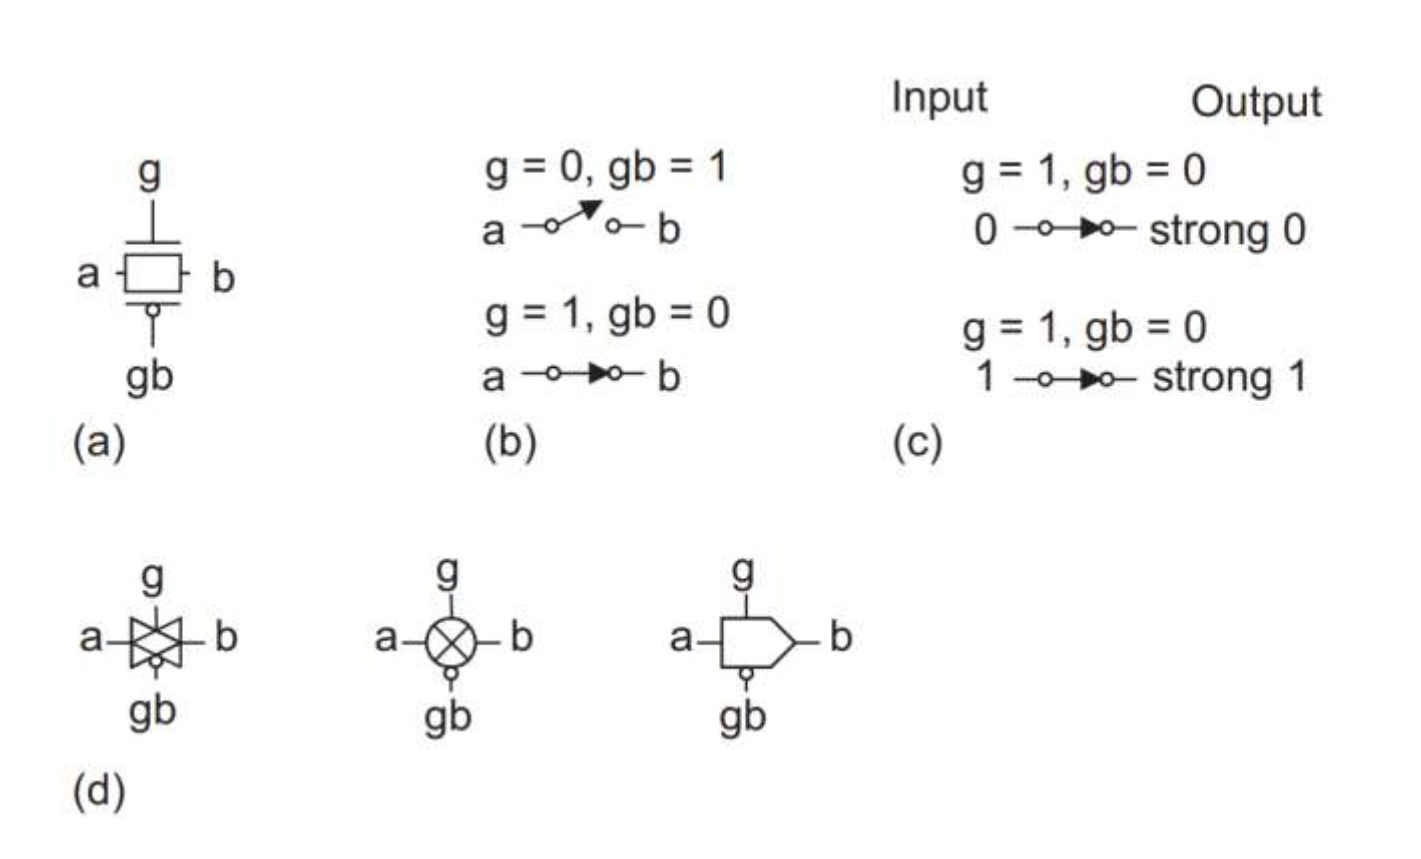 Input Output
g
g = 0, gb = 1
g = 1, gb = 0
a b
0 strong 0
a b
g = 1, gb = 0
g = 1, gb = 0
gb
a b
1 strong 1
(a) (b) (c)
g g g
a b a b a b
gb gb gb
(d)